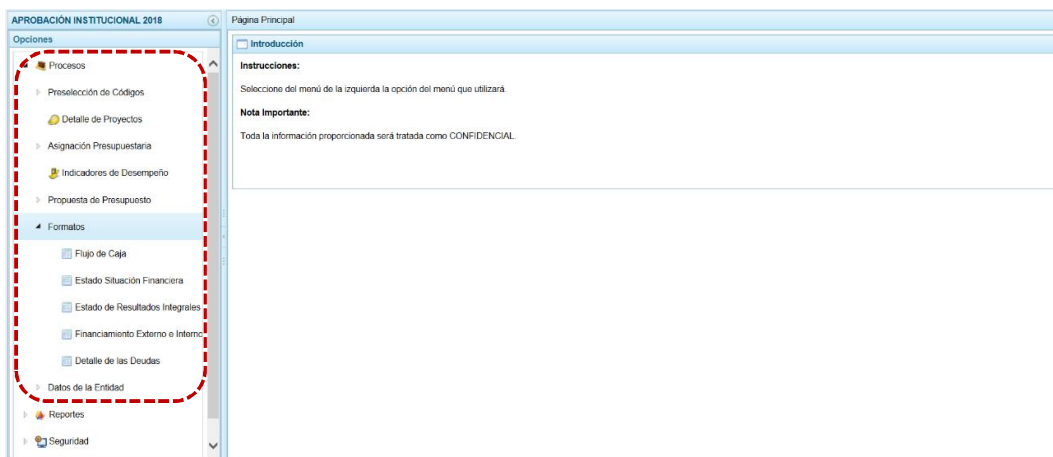 APROBACIÓN INSTITUCIONAL 2018
Opciones
Procesos
Preselección de Códigos
Detalle de Proyectos
Asignación Presupuestaria
Indicadores de Desempeño
Propuesta de Presupuesto
Formatos
Flujo de Caja
Estado Situación Financiera
Estado de Resultados Integrales
Financiamiento Externo e Interno
Detalle de las Deudas
Datos de la Entidad
Reportes
Seguridad
Página Principal
Introducción
Instrucciones:
Seleccione del menú de la izquierda la opción del menú que utilizará.
Nota Importante:
Toda la información proporcionada será tratada como CONFIDENCIAL.